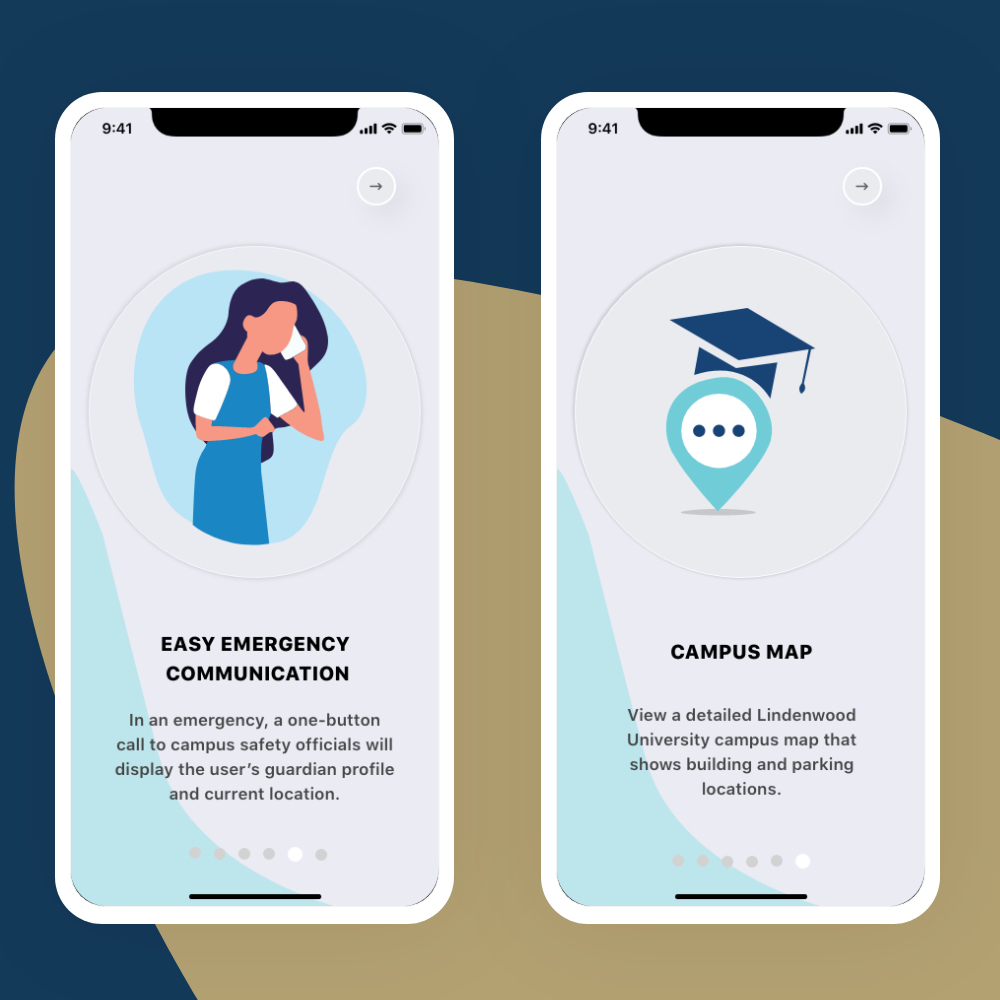 9:41
→
EASY EMERGENCY
COMMUNICATION
In an emergency, a one-button
call to campus safety officials will
display the user’s guardian profile
and current location.
9:41
→
CAMPUS MAP
View a detailed Lindenwood
University campus map that
shows building and parking
locations.